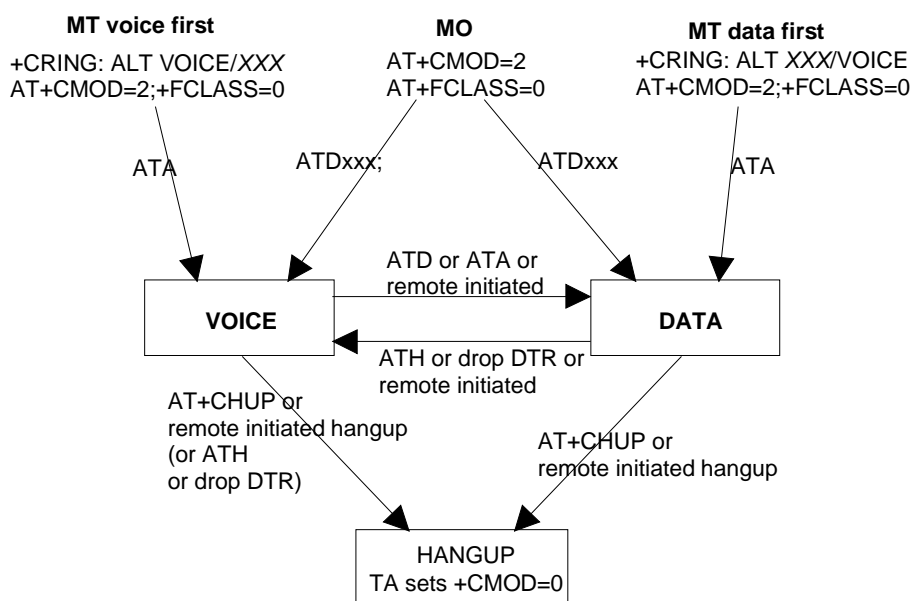 MT voice first
+CRING: ALT VOICE/XXX
AT+CMOD=2;+FCLASS=0
MO
AT+CMOD=2
AT+FCLASS=0
MT data first
+CRING: ALT XXX/VOICE
AT+CMOD=2;+FCLASS=0
ATA
ATDxxx;
ATDxxx
ATA
ATD or ATA or
remote initiated
VOICE
DATA
ATH or drop DTR or
remote initiated
AT+CHUP or
remote initiated hangup
(or ATH
or drop DTR)
AT+CHUP or
remote initiated hangup
HANGUP
TA sets +CMOD=0